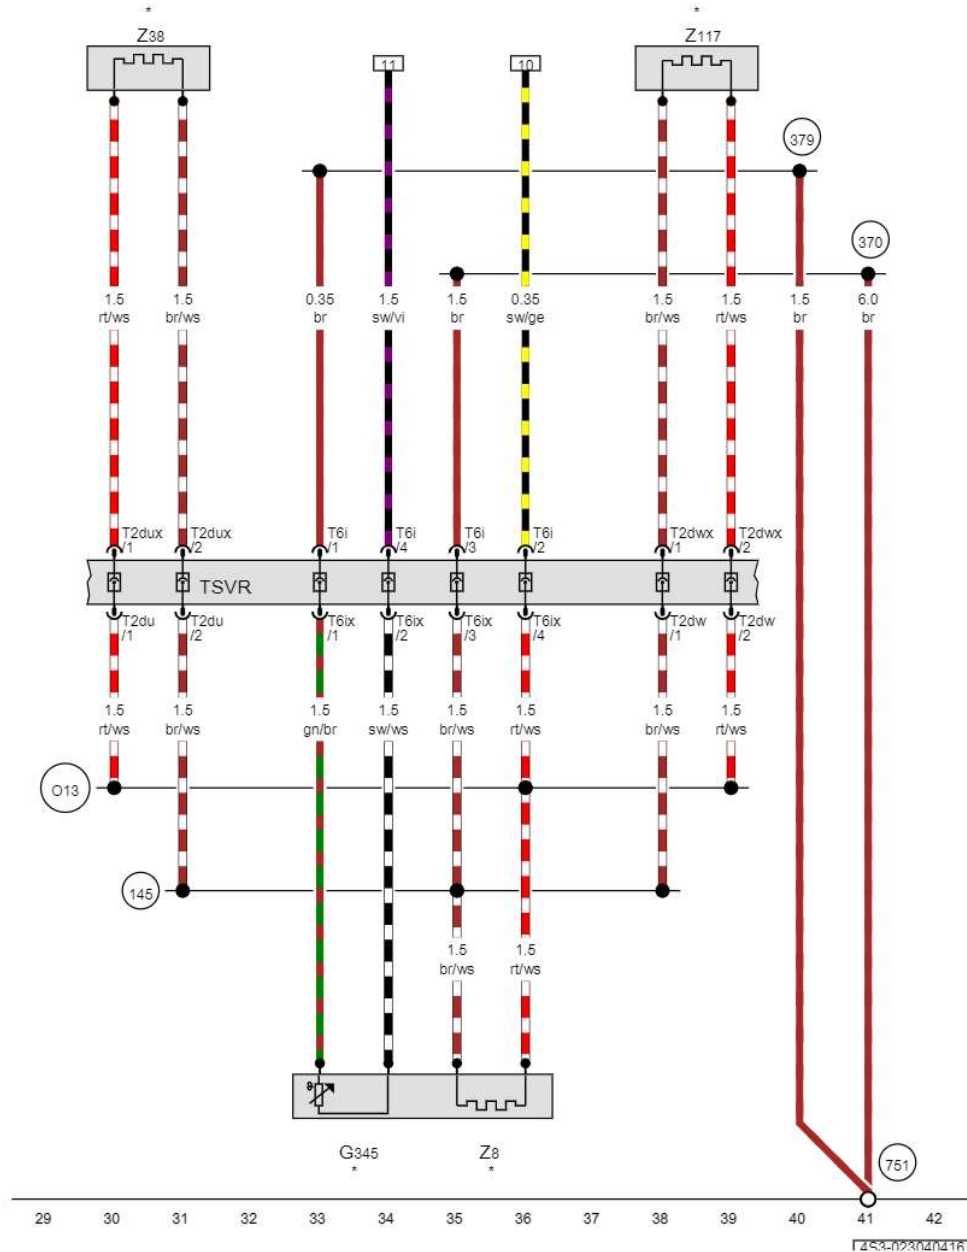 * *
Z38 Z117
11 10
379
370
1.5 1.5 0.35 1.5 1.5 0.35 1.5 1.5 1.5 6.0
rt/ws br/ws br sw/vi br sw/ge br/ws rt/ws br br
T2dux T2dux T6i T6i T6i T6i T2dwx T2dwx
/1 /2 /1 /4 /3 /2 /1 /2
TSVR
T2du T2du T6ix T6ix T6ix T6ix T2dw T2dw
/1 /2 /1 /2 /3 /4 /1 /2
1.5 1.5 1.5 1.5 1.5 1.5 1.5 1.5
rt/ws br/ws gn/br sw/ws br/ws rt/ws br/ws rt/ws
O13
145
1.5 1.5
br/ws rt/ws
ϑ
G345 Z8
* *
751
29 30 31 32 33 34 35 36 37 38 39 40 41 42
4S3-023040416